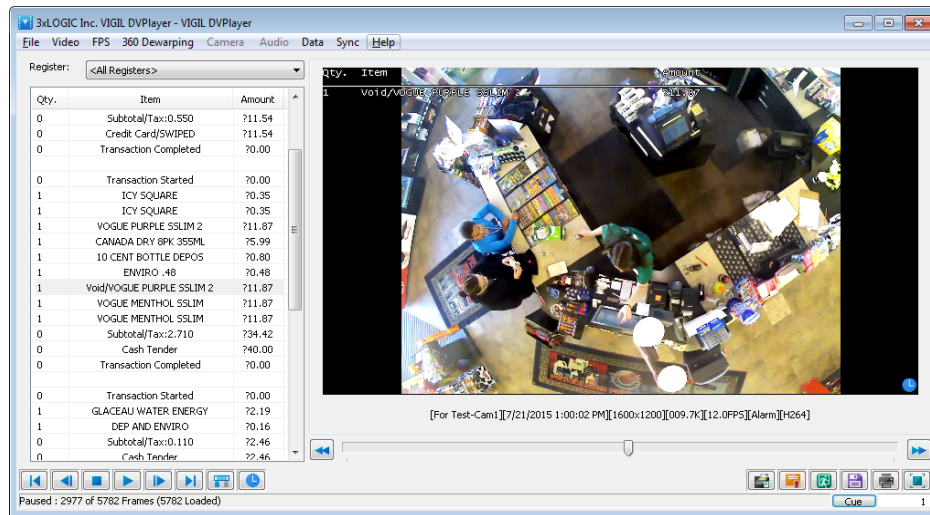 3xLOGIC Inc. VIGIL DVPlayer - VIGIL DVPlayer
File Video FPS 360 Dewarping Camera Audio Data Sync Help
Register: <All Registers>
Qty. Item Amount
0 Subtotal/Tax:0.550 ?11.54
0 Credit Card/SWIPED ?11.54
0 Transaction Completed ?0.00
0 Transaction Started ?0.00
1 ICY SQUARE ?0.35
1 ICY SQUARE ?0.35
1 VOGUE PURPLE SSLIM 2 ?11.87
1 CANADA DRY 8PK 355ML ?5.99
1 10 CENT BOTTLE DEPOS ?0.80
1 ENVIRO .48 ?0.48
1 Void/VOGUE PURPLE SSLIM 2 ?11.87
1 VOGUE MENTHOL SSLIM ?11.87
1 VOGUE MENTHOL SSLIM ?11.87
0 Subtotal/Tax:2.710 ?34.42
0 Cash Tender ?40.00
0 Transaction Completed ?0.00
0 Transaction Started ?0.00
1 GLACEAU WATER ENERGY ?2.19
1 DEP AND ENVIRO ?0.16
0 Subtotal/Tax:0.110 ?2.46
0 Cash Tender ?2.46
Qty. Item Amount
1 Void/VOGUE PURPLE SSLIM 2 ?11.87
[For Test-Cam1][7/21/2015 1:00:02 PM][1600x1200][009.7K][12.0FPS][Alarm][H264]
Paused : 2977 of 5782 Frames (5782 Loaded)
Cue 1